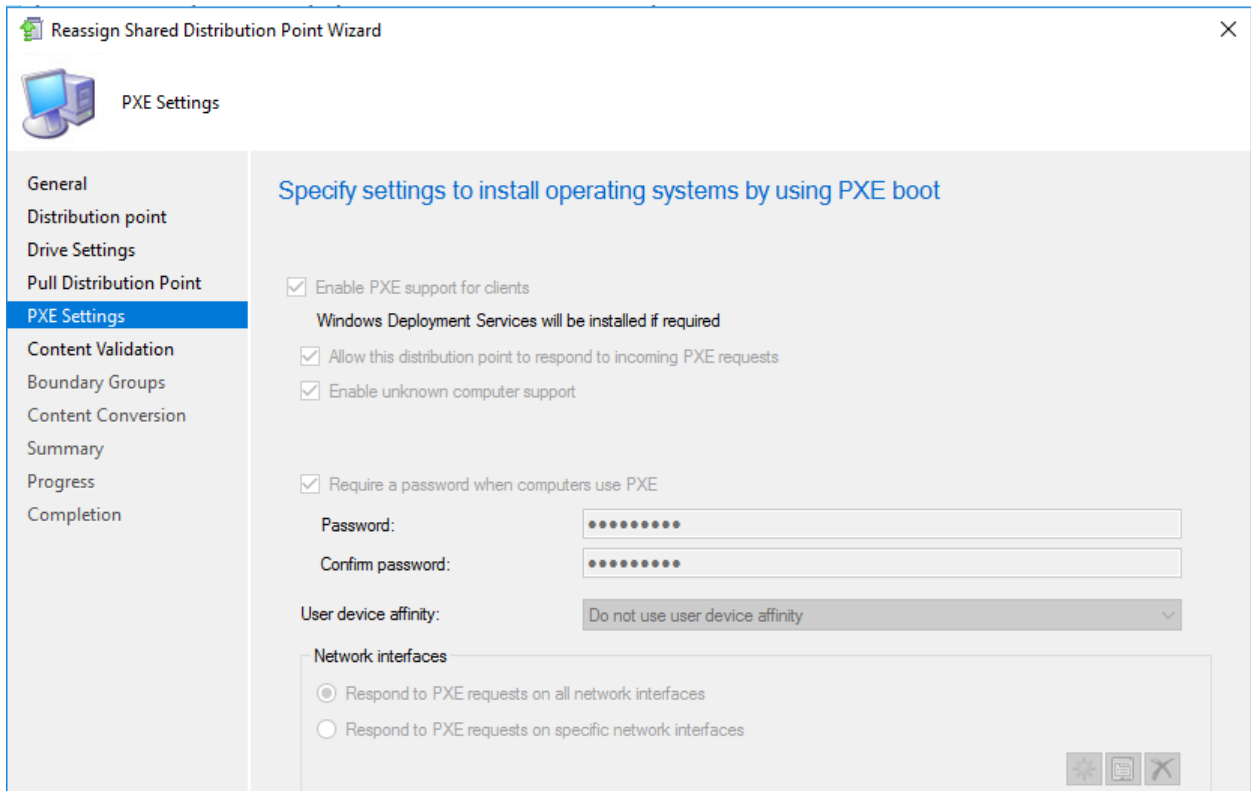 Reassign Shared Distribution Point Wizard
PXE Settings
General
Distribution point
Drive Settings
Pull Distribution Point
PXE Settings
Content Validation
Boundary Groups
Content Conversion
Summary
Progress
Completion
Specify settings to install operating systems by using PXE boot
Enable PXE support for clients
Windows Deployment Services will be installed if required
Allow this distribution point to respond to incoming PXE requests
Enable unknown computer support
Require a password when computers use PXE
Password: •••••••••
Confirm password: •••••••••
User device affinity: Do not use user device affinity
Network interfaces
Respond to PXE requests on all network interfaces
Respond to PXE requests on specific network interfaces